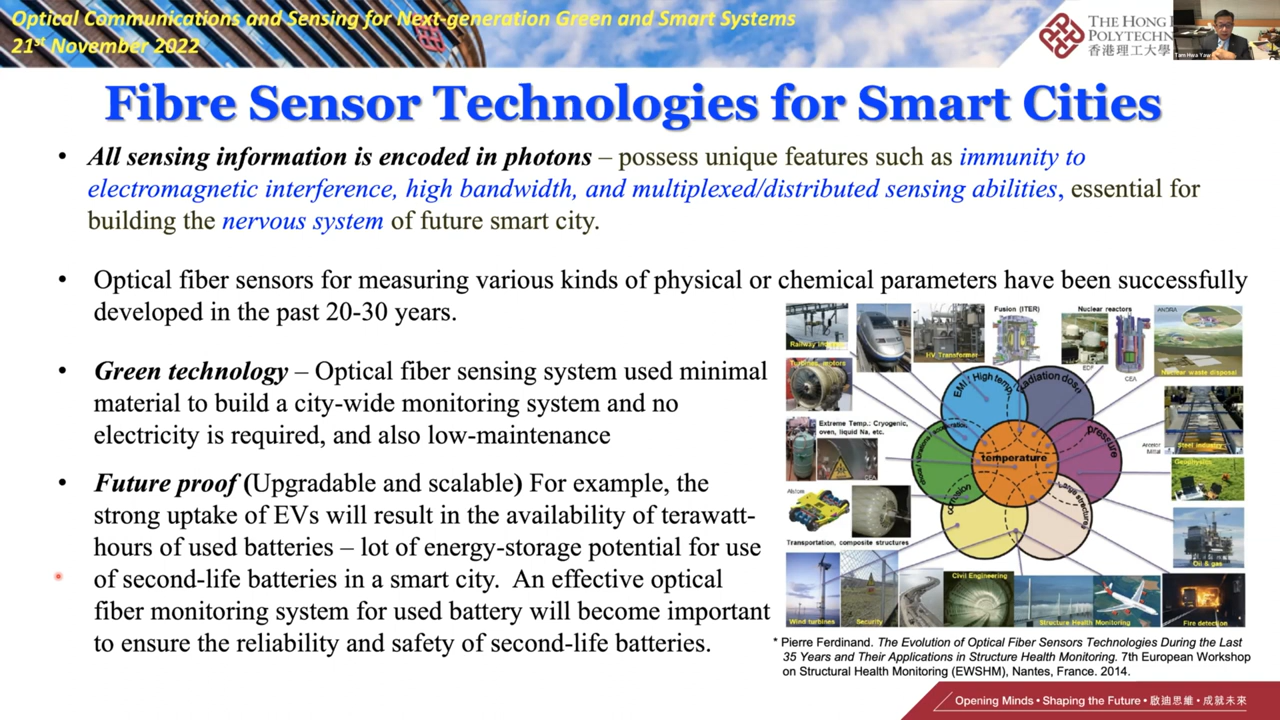 Optical Communications and Sensing for Next-generation Green and Smart Systems
21st November 2022
THE HONG
POLYTECHN
香港理工大學
Tam Hwa Yaw
Fibre Sensor Technologies for Smart Cities
• All sensing information is encoded in photons – possess unique features such as immunity to
electromagnetic interference, high bandwidth, and multiplexed/distributed sensing abilities, essential for
building the nervous system of future smart city.
• Optical fiber sensors for measuring various kinds of physical or chemical parameters have been successfully
developed in the past 20-30 years.
• Green technology – Optical fiber sensing system used minimal
material to build a city-wide monitoring system and no
electricity is required, and also low-maintenance
• Future proof (Upgradable and scalable) For example, the
strong uptake of EVs will result in the availability of terawatt-
hours of used batteries – lot of energy-storage potential for use
of second-life batteries in a smart city. An effective optical
fiber monitoring system for used battery will become important
to ensure the reliability and safety of second-life batteries.
Railway
HV Transformer
Fusion (ITER)
Nuclear reactors
EDF
CEA
ANDRA
Nuclear waste disposal
motors
EMI / High temp
Radiation dose
pressure
temperature
corrosion
Large structures
Extreme Temp.: Cryogenic,
oven, liquid Na, etc.
CEA
Arcelor
Mittal
Steel industry
Geophysics
Alstom
Transportation, composite structures
Oil & gas
Wind turbines
Security
Civil Engineering
Structure Health Monitoring
Fire detection
* Pierre Ferdinand. The Evolution of Optical Fiber Sensors Technologies During the Last
35 Years and Their Applications in Structure Health Monitoring. 7th European Workshop
on Structural Health Monitoring (EWSHM), Nantes, France. 2014.
Opening Minds • Shaping the Future • 啟迪思維 • 成就未來